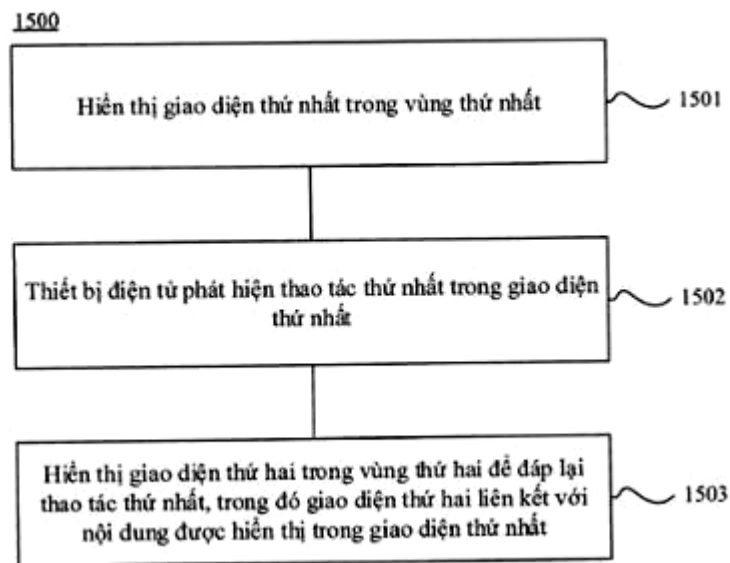 1500
Hiển thị giao diện thứ nhất trong vùng thứ nhất
1501
Thiết bị điện tử phát hiện thao tác thứ nhất trong giao diện
thứ nhất
1502
Hiển thị giao diện thứ hai trong vùng thứ hai để đáp lại
thao tác thứ nhất, trong đó giao diện thứ hai liên kết với
nội dung được hiển thị trong giao diện thứ nhất
1503